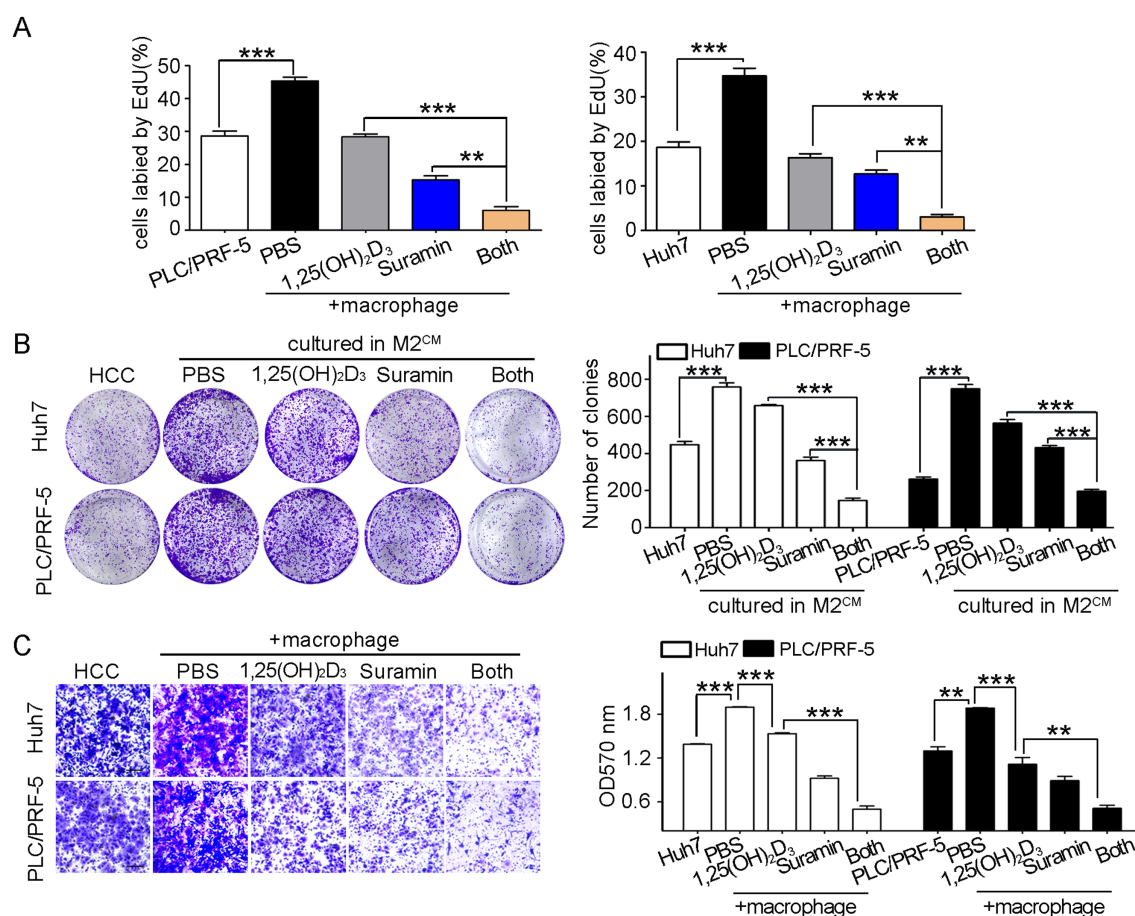 A
cells labied by EdU(%)
50
40
30
20
10
0
***
***
**
PLC/PRF-5
PBS
1,25(OH)₂D₃
Suramin
Both
+macrophage
cells labied by EdU(%)
40
30
20
10
0
***
***
**
Huh7
PBS
1,25(OH)₂D₃
Suramin
Both
+macrophage
B
cultured in M2ᶜᴹ
HCC PBS 1,25(OH)₂D₃ Suramin Both
Huh7
PLC/PRF-5
Huh7 PLC/PRF-5
Number of clonies
800
600
400
200
0
***
***
***
***
***
***
Huh7
PBS
1,25(OH)₂D₃
Suramin
Both
PLC/PRF-5
PBS
1,25(OH)₂D₃
Suramin
Both
cultured in M2ᶜᴹ cultured in M2ᶜᴹ
C
+macrophage
HCC PBS 1,25(OH)₂D₃ Suramin Both
Huh7
PLC/PRF-5
Huh7 PLC/PRF-5
OD570 nm
1.8
1.2
0.6
***
***
***
**
***
**
Huh7
PBS
1,25(OH)₂D₃
Suramin
Both
PLC/PRF-5
PBS
1,25(OH)₂D₃
Suramin
Both
+macrophage +macrophage